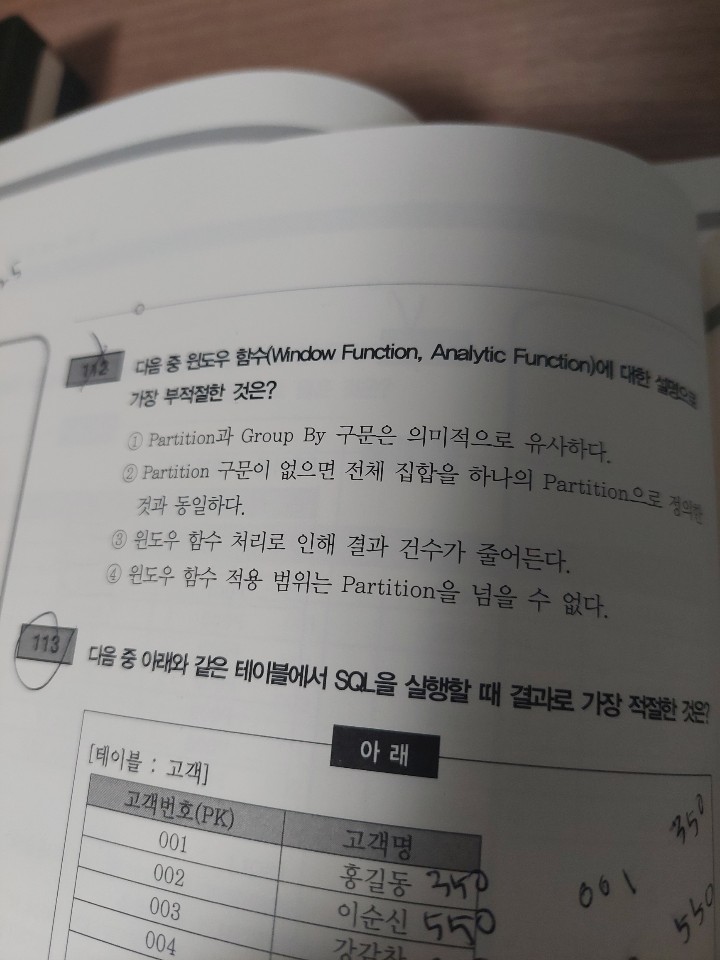 112 다음 중 윈도우 함수(Window Function, Analytic Function)에 대한 설명으로
가장 부적절한 것은?
① Partition과 Group By 구문은 의미적으로 유사하다.
② Partition 구문이 없으면 전체 집합을 하나의 Partition으로 정의한
것과 동일하다.
③ 윈도우 함수 처리로 인해 결과 건수가 줄어든다.
④ 윈도우 함수 적용 범위는 Partition을 넘을 수 없다.
113 다음 중 아래와 같은 테이블에서 SQL을 실행할 때 결과로 가장 적절한 것은?
아래
[테이블 : 고객]
고객번호(PK) 고객명
001 홍길동 350
002 이순신 550
003
004
001 350
550